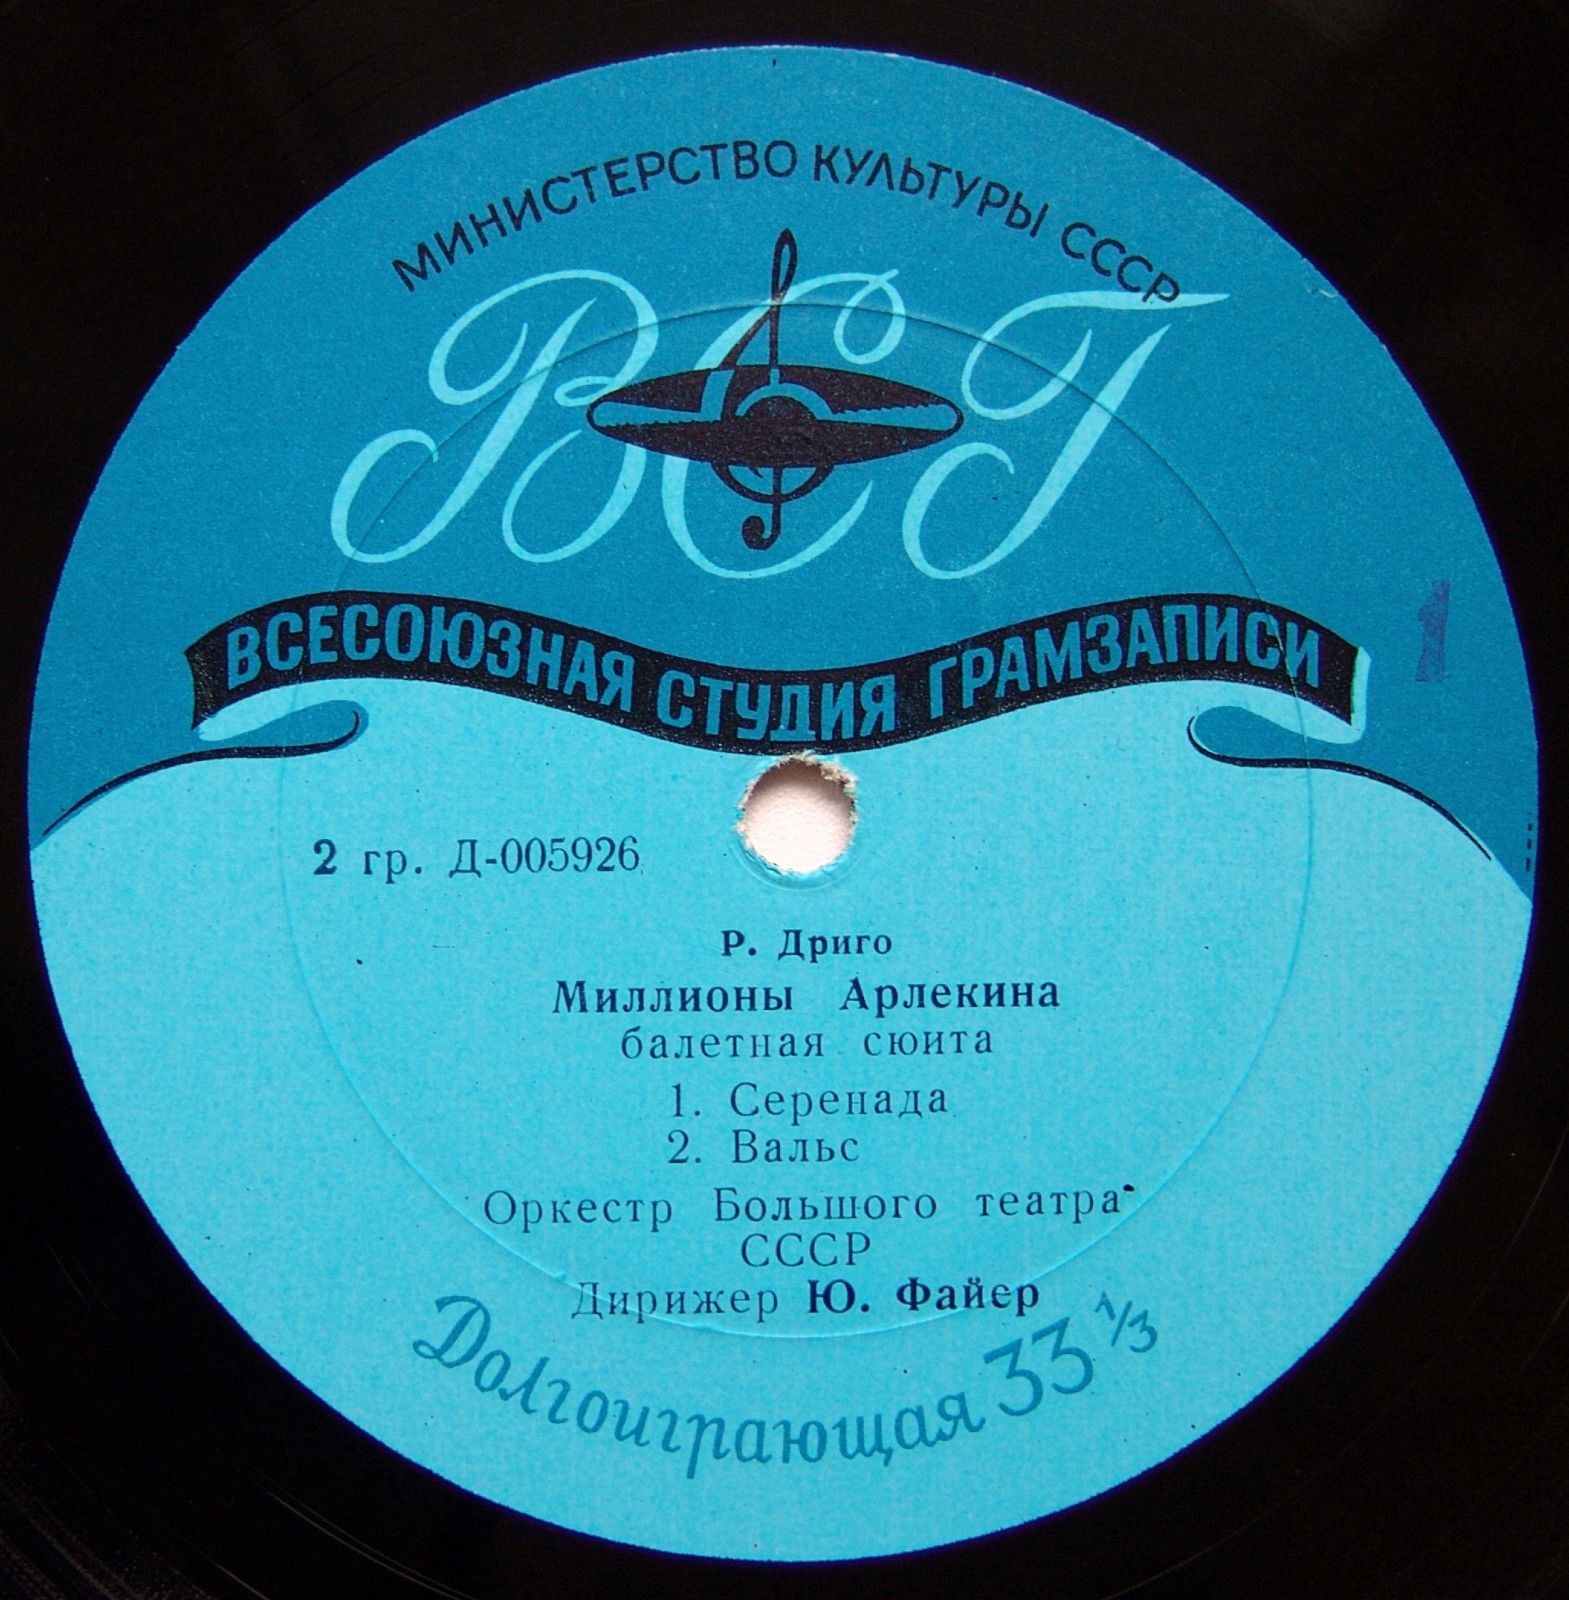 МИНИСТЕРСТВО КУЛЬТУРЫ СССР
ВСГ
ВСЕСОЮЗНАЯ СТУДИЯ ГРАМЗАПИСИ
1
2 гр. Д-005926
Р. Дриго
Миллионы Арлекина
балетная сюита
1. Серенада
2. Вальс
Оркестр Большого театра
СССР
Дирижер Ю. Файер
Долгоиграющая 33 1/3